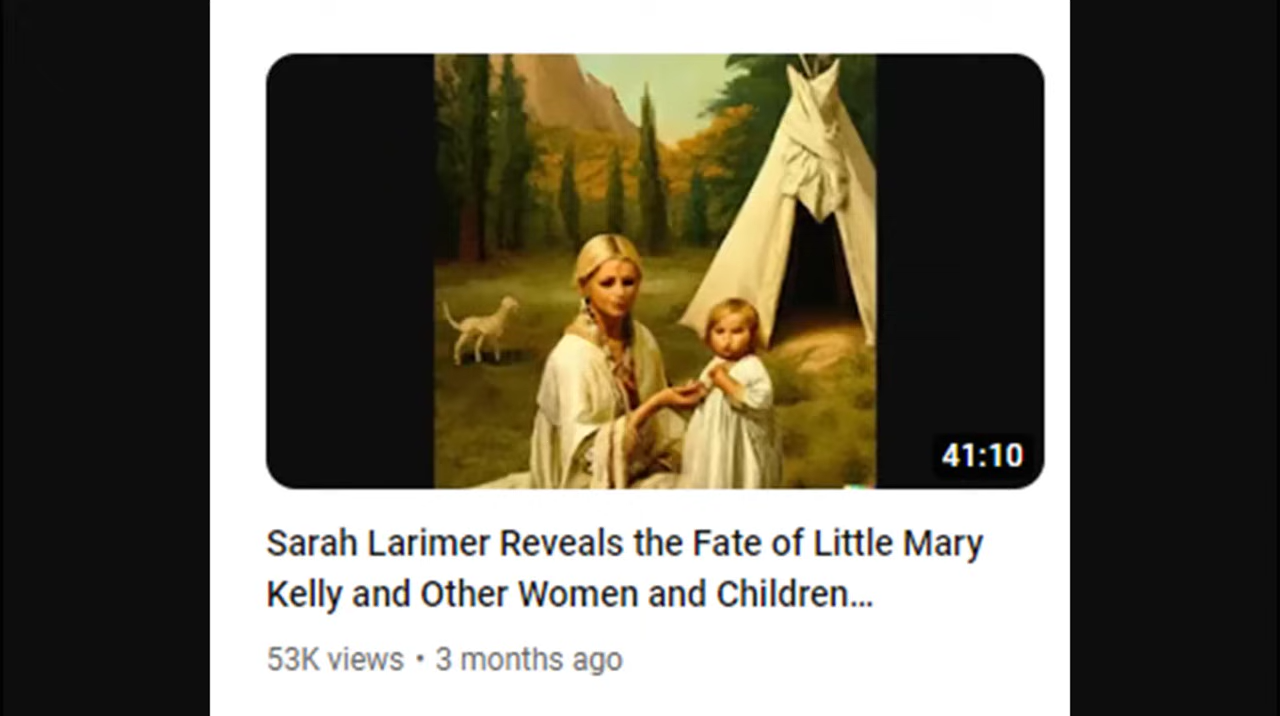 41:10
Sarah Larimer Reveals the Fate of Little Mary
Kelly and Other Women and Children...
53K views • 3 months ago